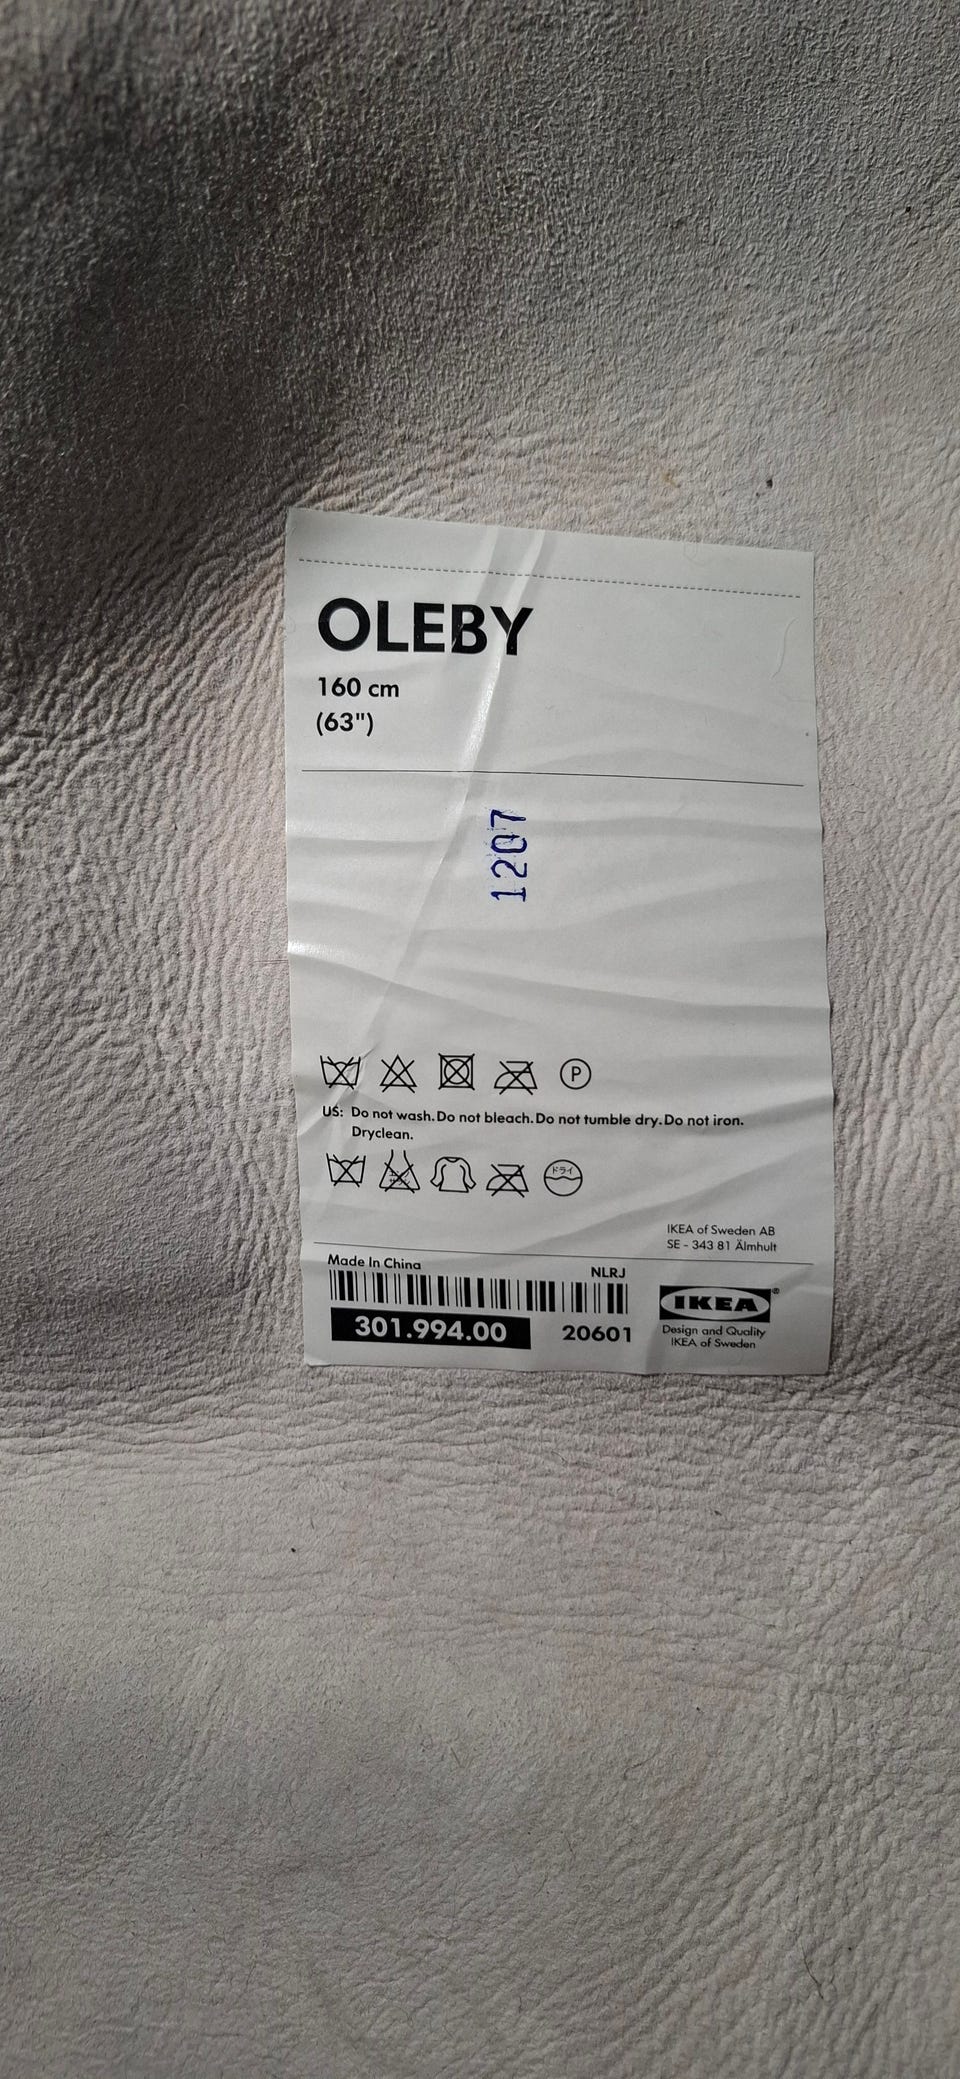 OLEBY
160 cm
(63")
1207
P
US: Do not wash. Do not bleach. Do not tumble dry. Do not iron.
Dryclean.
ドライ
IKEA of Sweden AB
SE - 343 81 Älmhult
Made In China
NLRJ
301.994.00
20601
IKEA®
Design and Quality
IKEA of Sweden